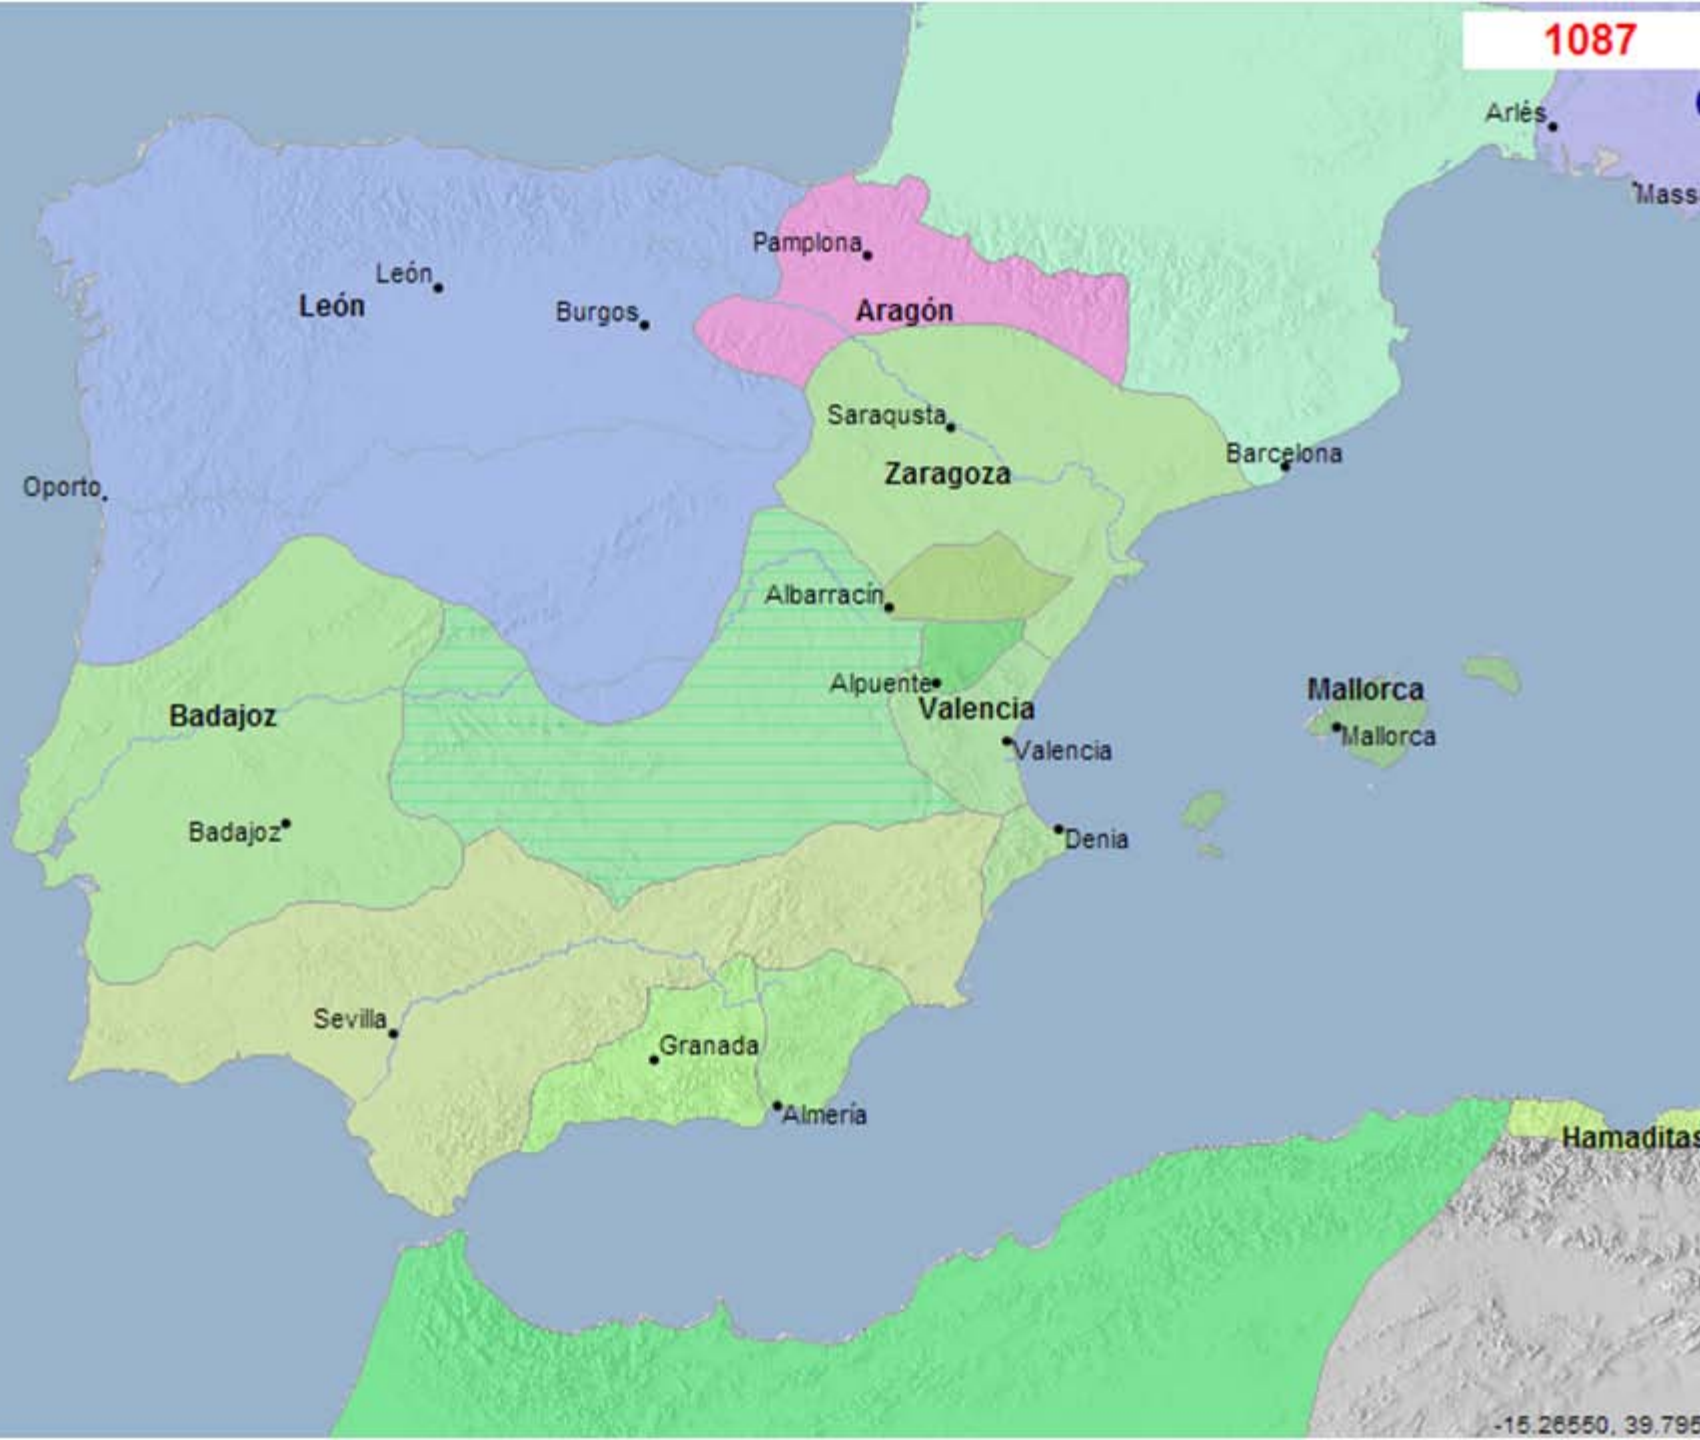 1087
Arlés
Mass
Pamplona
León
León
Burgos
Aragón
Saraqusta
Barcelona
Zaragoza
Oporto
Albarracín
Alpuente
Mallorca
Valencia
Badajoz
Mallorca
Valencia
Badajoz
Denia
Sevilla
Granada
Almería
Hamaditas
-15.26550, 39.795